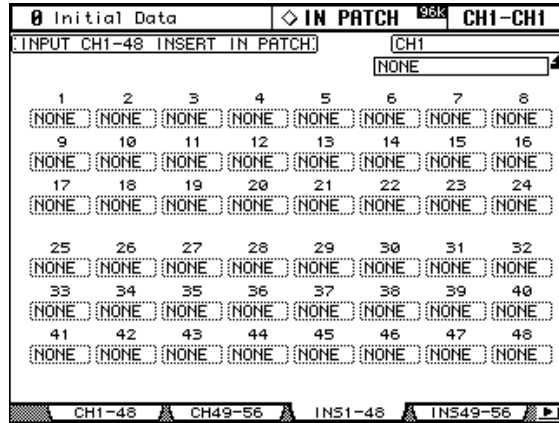 0 Initial Data ◇ IN PATCH 96K CH1-CH1
INPUT CH1-48 INSERT IN PATCH CH1
NONE
1 2 3 4 5 6 7 8
NONE NONE NONE NONE NONE NONE NONE NONE
9 10 11 12 13 14 15 16
NONE NONE NONE NONE NONE NONE NONE NONE
17 18 19 20 21 22 23 24
NONE NONE NONE NONE NONE NONE NONE NONE
25 26 27 28 29 30 31 32
NONE NONE NONE NONE NONE NONE NONE NONE
33 34 35 36 37 38 39 40
NONE NONE NONE NONE NONE NONE NONE NONE
41 42 43 44 45 46 47 48
NONE NONE NONE NONE NONE NONE NONE NONE
CH1-48 CH49-56 INS1-48 INS49-56